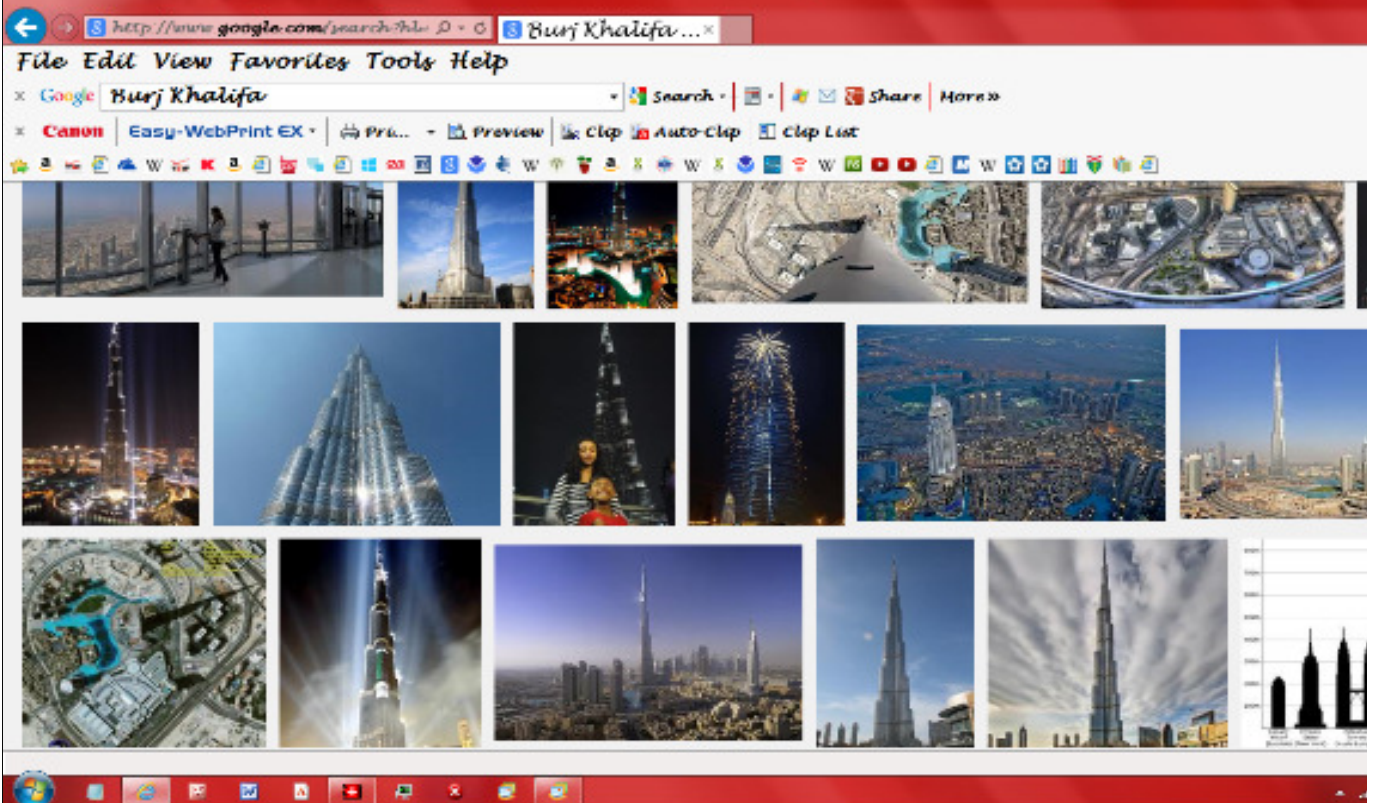 http://www.google.com/search?hl= Burj Khalifa ...
File Edit View Favorites Tools Help
Google Burj Khalifa Search Share More »
Canon Easy-WebPrint EX Pri... Preview Clip Auto-Clip Clip List